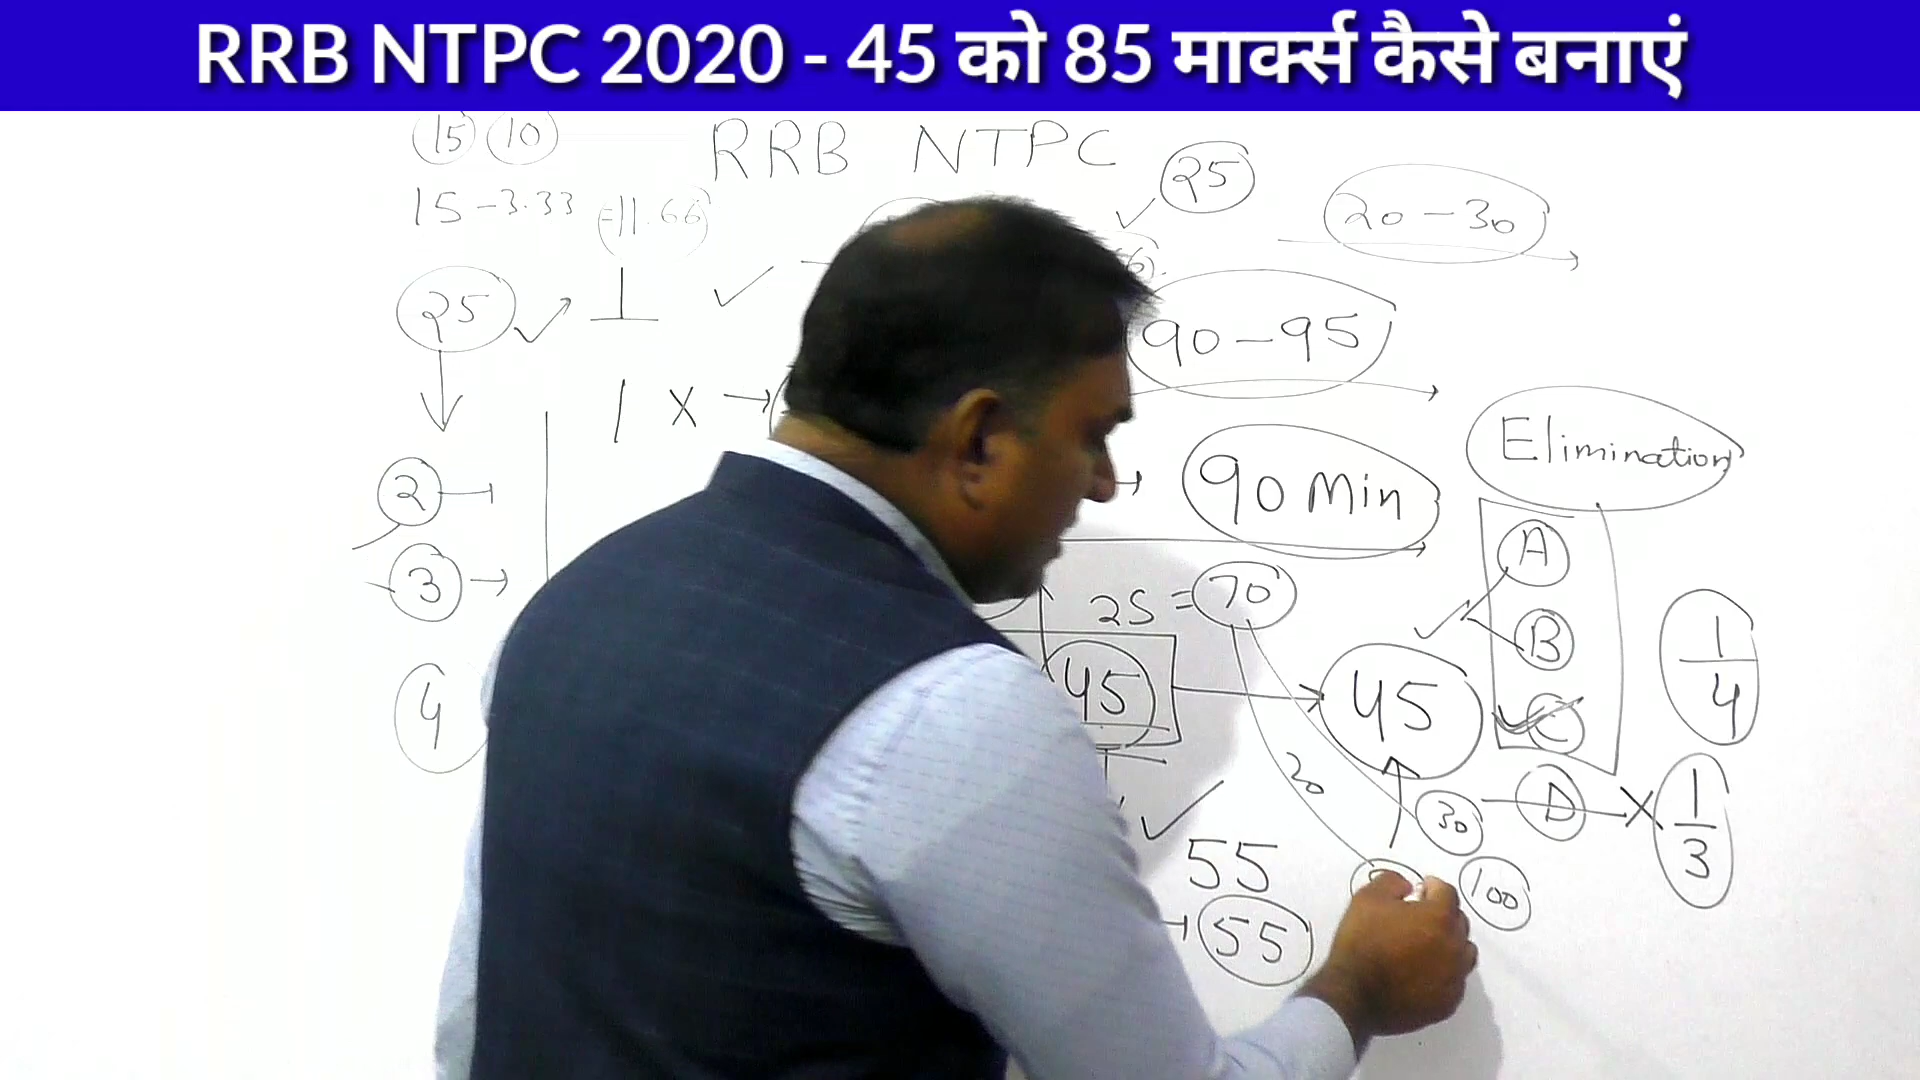 RRB NTPC 2020 - 45 को 85 मार्क्स कैसे बनाएं
15 10
RRB NTPC
25
15 - 3.33 = 11.66
20 - 30
25
90 - 95
1 X →
Elimination
2
90 Min
A
3
25 = 70
B
1/4
4
45
45
C
20
30
D X 1/3
55
100
55